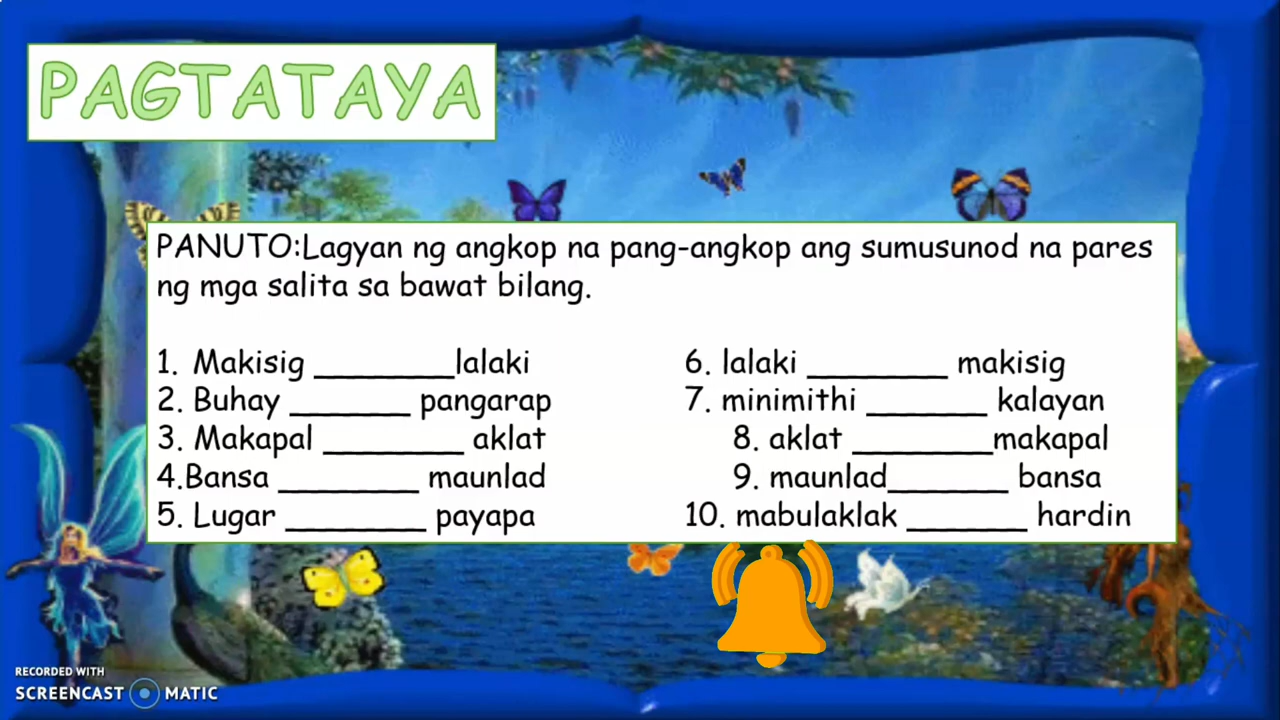 PAGTATAYA
PANUTO:Lagyan ng angkop na pang-angkop ang sumusunod na pares
ng mga salita sa bawat bilang.
1. Makisig ________lalaki
2. Buhay _______ pangarap
3. Makapal ________ aklat
4.Bansa ________ maunlad
5. Lugar ________ payapa
6. lalaki ________ makisig
7. minimithi _______ kalayan
8. aklat ________makapal
9. maunlad_______ bansa
10. mabulaklak _______ hardin
RECORDED WITH
SCREENCAST MATIC